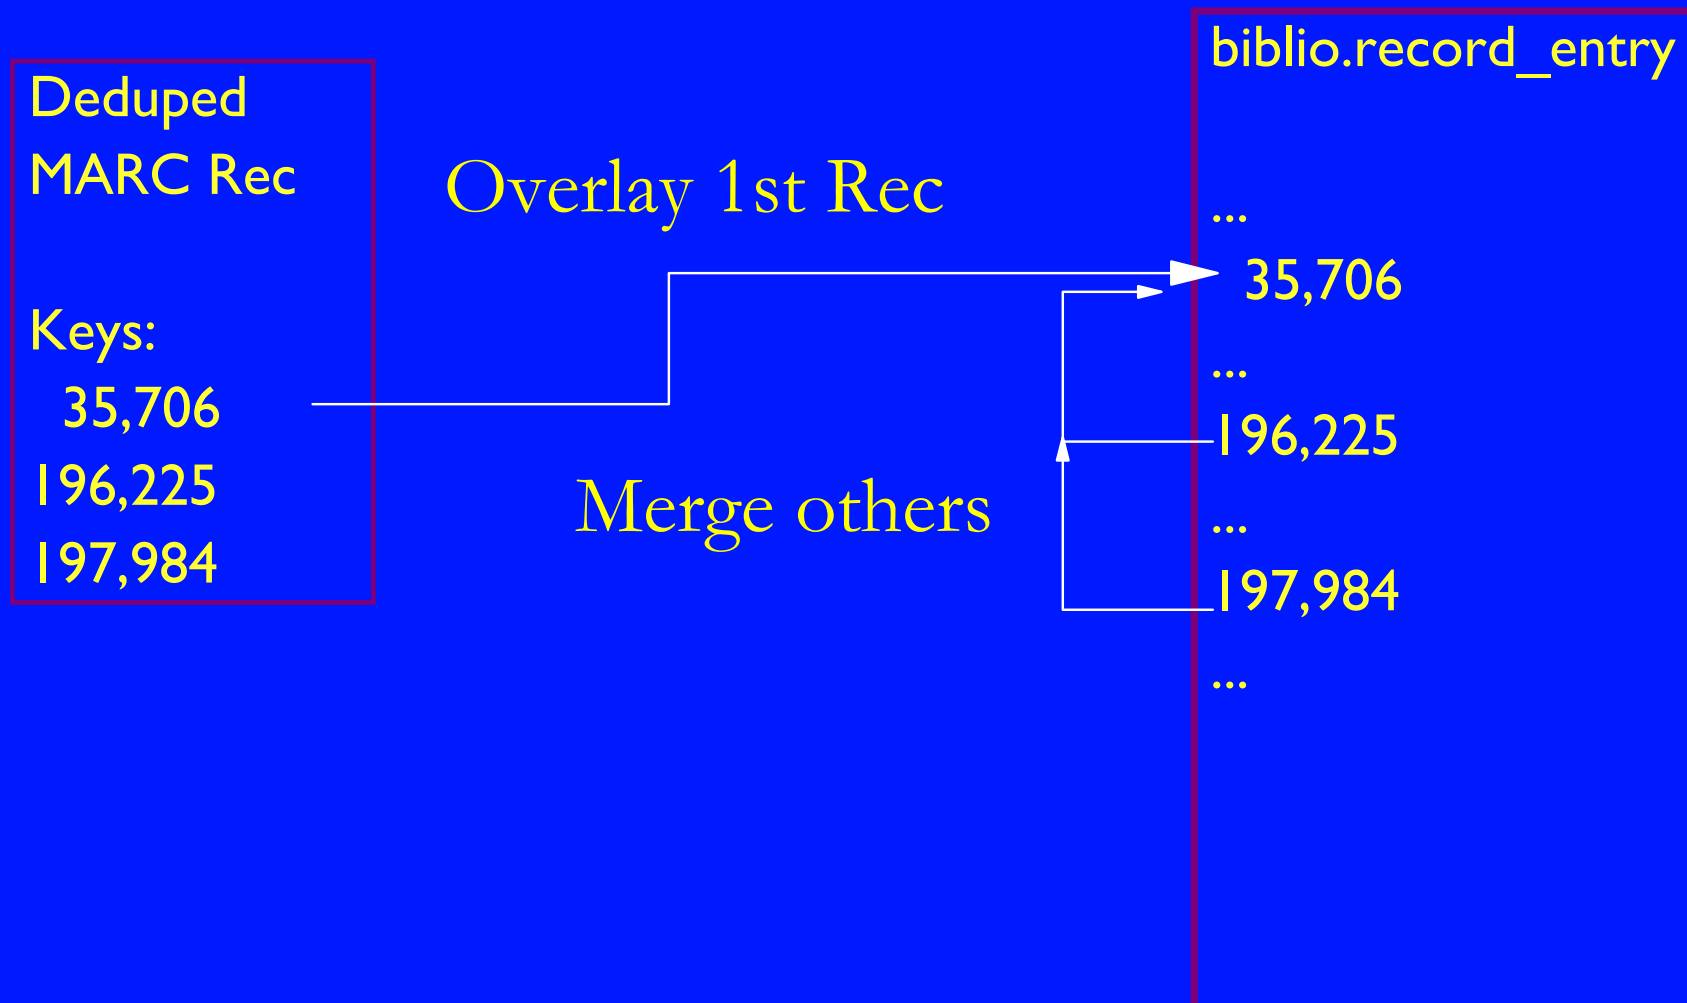 Deduped
MARC Rec
Keys:
35,706
196,225
197,984
Overlay 1st Rec
Merge others
biblio.record_entry
...
35,706
...
196,225
...
197,984
...